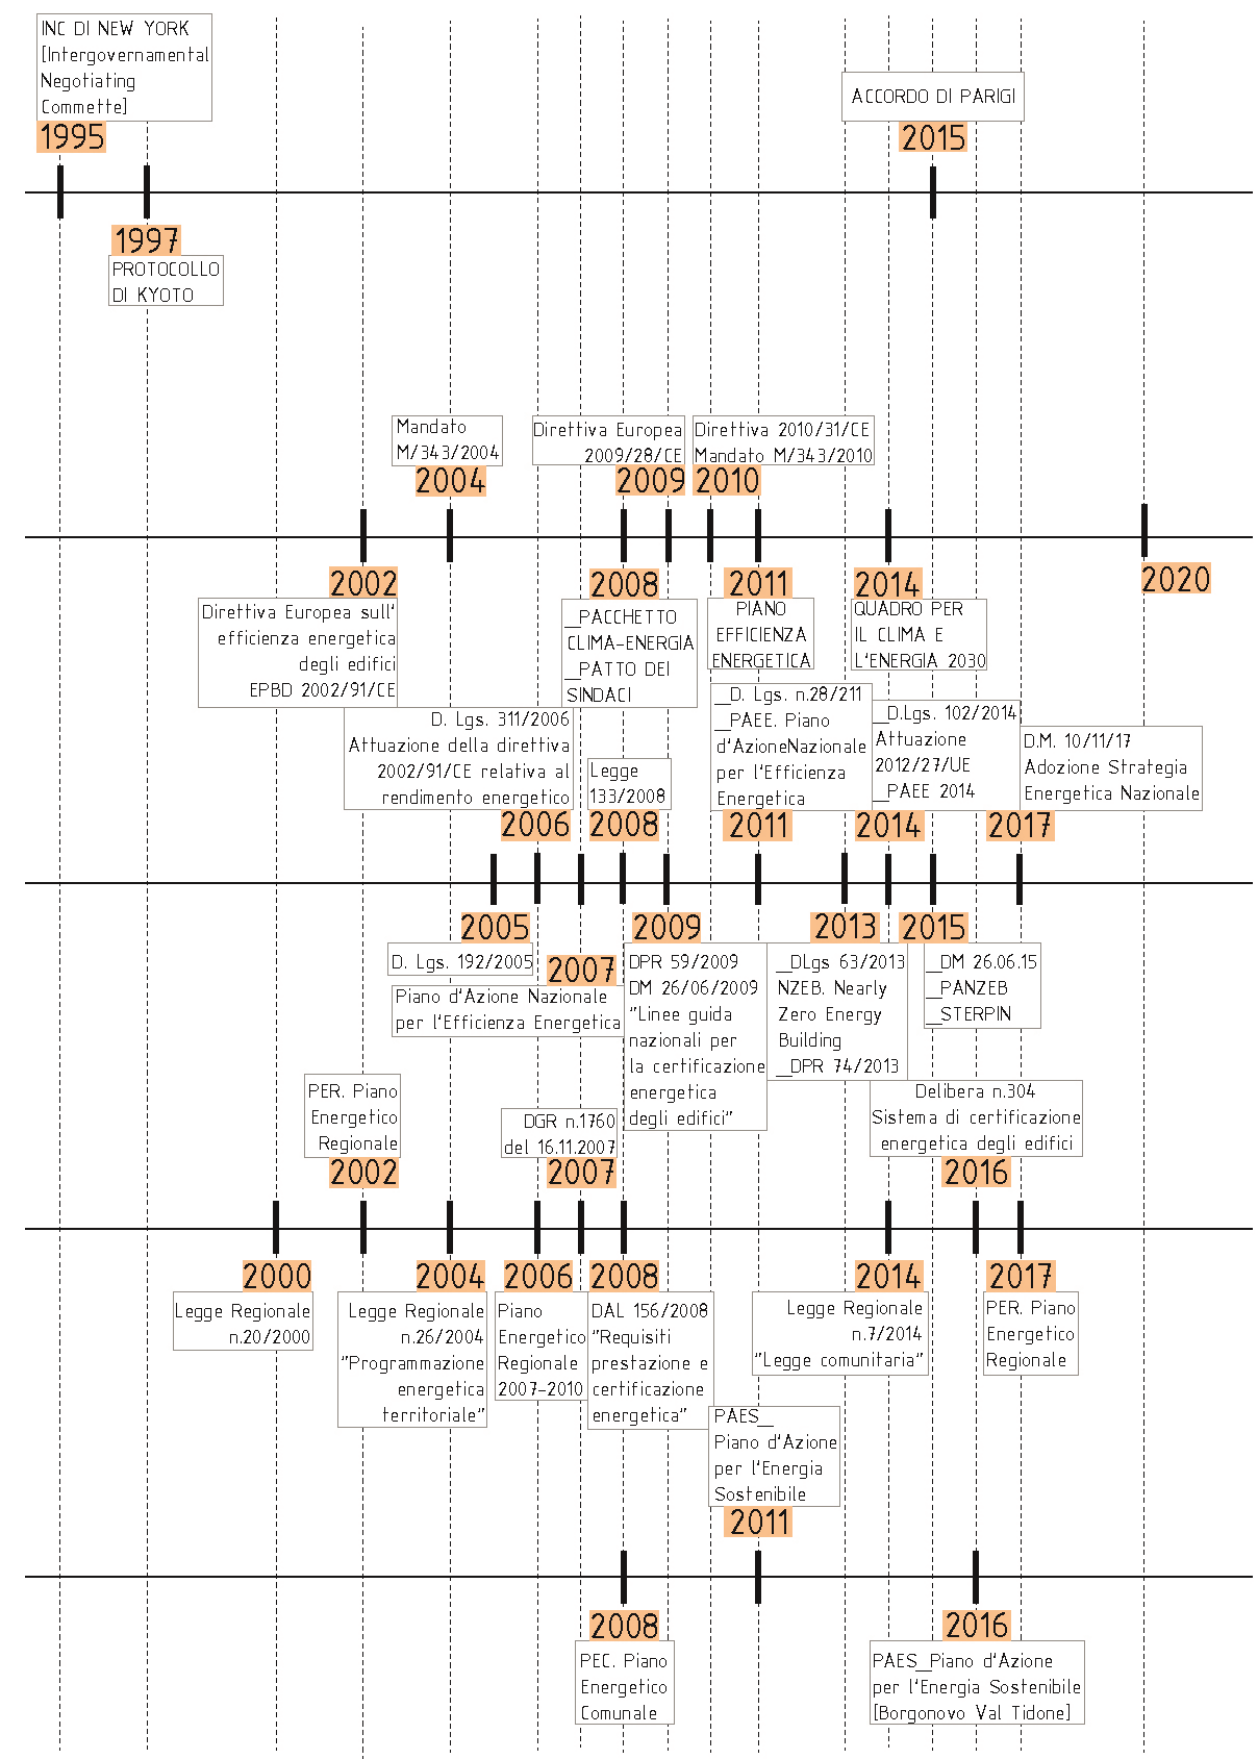 INC DI NEW YORK
[Intergovernamental
Negotiating
Commette]
1995
ACCORDO DI PARIGI
2015
1997
PROTOCOLLO
DI KYOTO
Mandato
M/343/2004
2004
Direttiva Europea
2009/28/CE
2009
Direttiva 2010/31/CE
Mandato M/343/2010
2010
2002
Direttiva Europea sull'
efficienza energetica
degli edifici
EPBD 2002/91/CE
2008
_PACCHETTO
CLIMA-ENERGIA
_PATTO DEI
SINDACI
2011
PIANO
EFFICIENZA
ENERGETICA
2014
QUADRO PER
IL CLIMA E
L'ENERGIA 2030
2020
D. Lgs. 311/2006
Attuazione della direttiva
2002/91/CE relativa al
rendimento energetico
2006
Legge
133/2008
2008
_D. Lgs. n.28/211
_PAEE. Piano
d'AzioneNazionale
per l'Efficienza
Energetica
2011
_D.Lgs. 102/2014
Attuazione
2012/27/UE
_PAEE 2014
2014
D.M. 10/11/17
Adozione Strategia
Energetica Nazionale
2017
2005
D. Lgs. 192/2005
2007
Piano d'Azione Nazionale
per l'Efficienza Energetica
2009
DPR 59/2009
DM 26/06/2009
"Linee guida
nazionali per
la certificazione
energetica
degli edifici"
2013
_DLgs 63/2013
NZEB. Nearly
Zero Energy
Building
_DPR 74/2013
2015
_DM 26.06.15
_PANZEB
_STERPIN
PER. Piano
Energetico
Regionale
2002
DGR n.1760
del 16.11.2007
2007
Delibera n.304
Sistema di certificazione
energetica degli edifici
2016
2000
Legge Regionale
n.20/2000
2004
Legge Regionale
n.26/2004
"Programmazione
energetica
territoriale"
2006
Piano
Energetico
Regionale
2007-2010
2008
DAL 156/2008
"Requisiti
prestazione e
certificazione
energetica"
2014
Legge Regionale
n.7/2014
"Legge comunitaria"
2017
PER. Piano
Energetico
Regionale
PAES_
Piano d'Azione
per l'Energia
Sostenibile
2011
2008
PEC. Piano
Energetico
Comunale
2016
PAES_Piano d'Azione
per l'Energia Sostenibile
[Borgonovo Val Tidone]